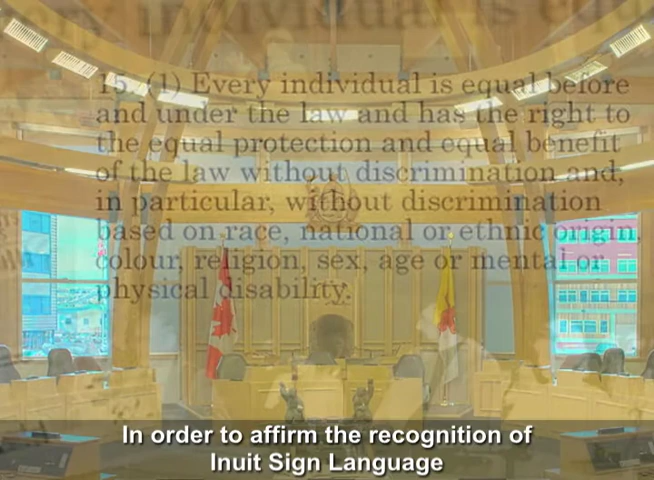 15. (1) Every individual is equal before
and under the law and has the right to
the equal protection and equal benefit
of the law without discrimination and,
in particular, without discrimination
based on race, national or ethnic origin,
colour, religion, sex, age or mental or
physical disability.
In order to affirm the recognition of
Inuit Sign Language